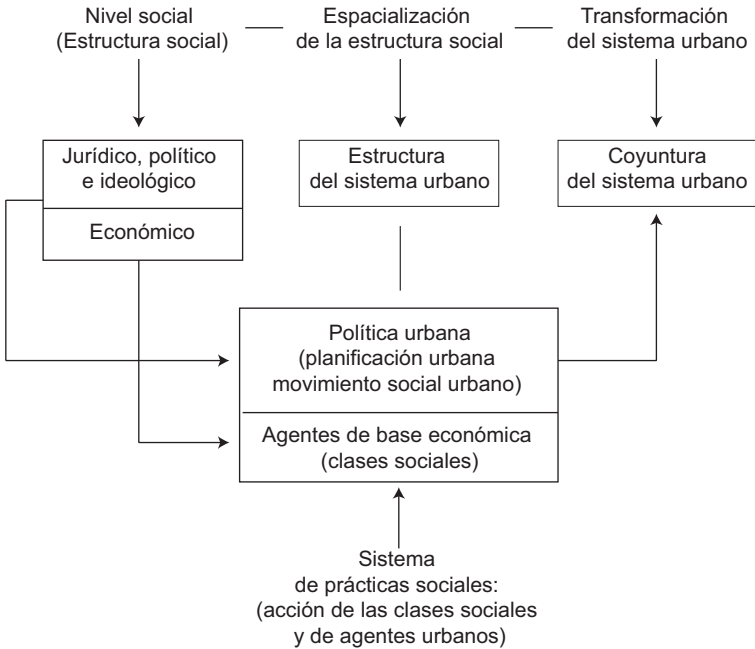 Nivel social
(Estructura social)
Espacialización
de la estructura social
Transformación
del sistema urbano
Jurídico, político
e ideológico
Económico
Estructura
del sistema urbano
Coyuntura
del sistema urbano
Política urbana
(planificación urbana
movimiento social urbano)
Agentes de base económica
(clases sociales)
Sistema
de prácticas sociales:
(acción de las clases sociales
y de agentes urbanos)